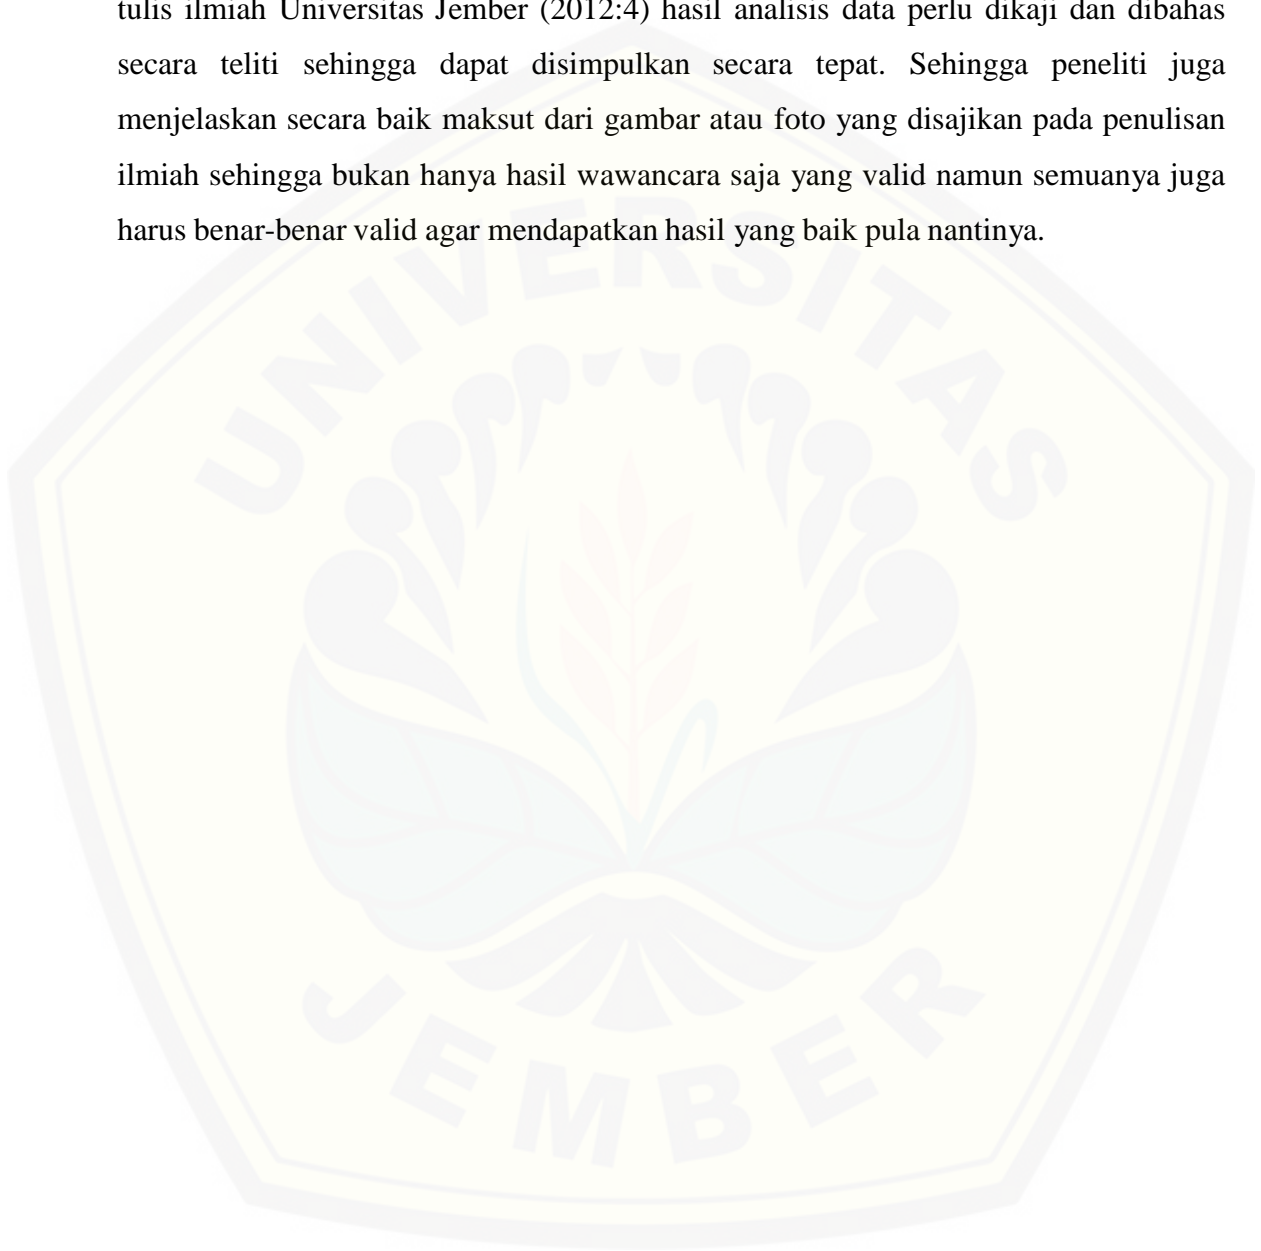 tulis ilmiah Universitas Jember (2012:4) hasil analisis data perlu dikaji dan dibahas
secara teliti sehingga dapat disimpulkan secara tepat. Sehingga peneliti juga
menjelaskan secara baik maksut dari gambar atau foto yang disajikan pada penulisan
ilmiah sehingga bukan hanya hasil wawancara saja yang valid namun semuanya juga
harus benar-benar valid agar mendapatkan hasil yang baik pula nantinya.
UNIVERSITAS
JEMBER